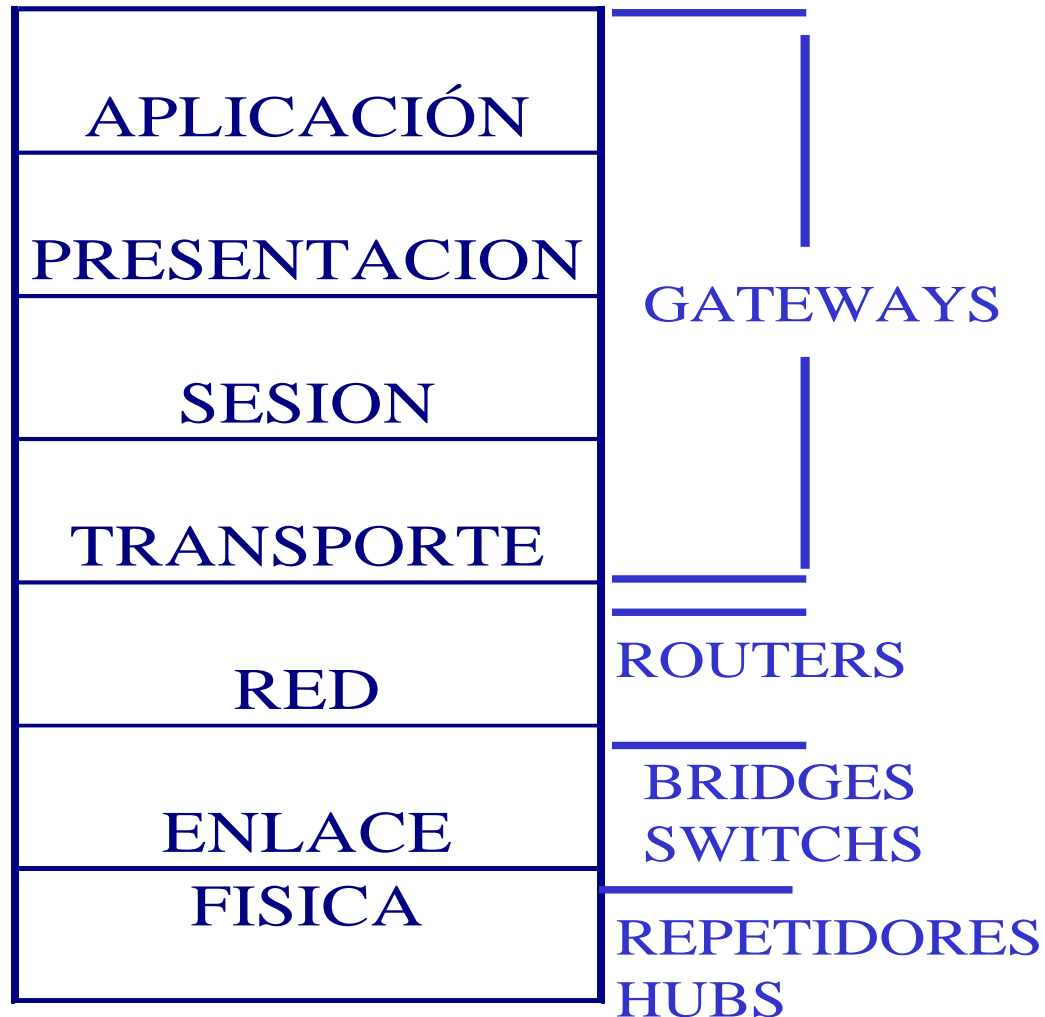 APLICACIÓN
PRESENTACION
SESION
TRANSPORTE
RED
ENLACE
FISICA
GATEWAYS
ROUTERS
BRIDGES
SWITCHS
REPETIDORES
HUBS